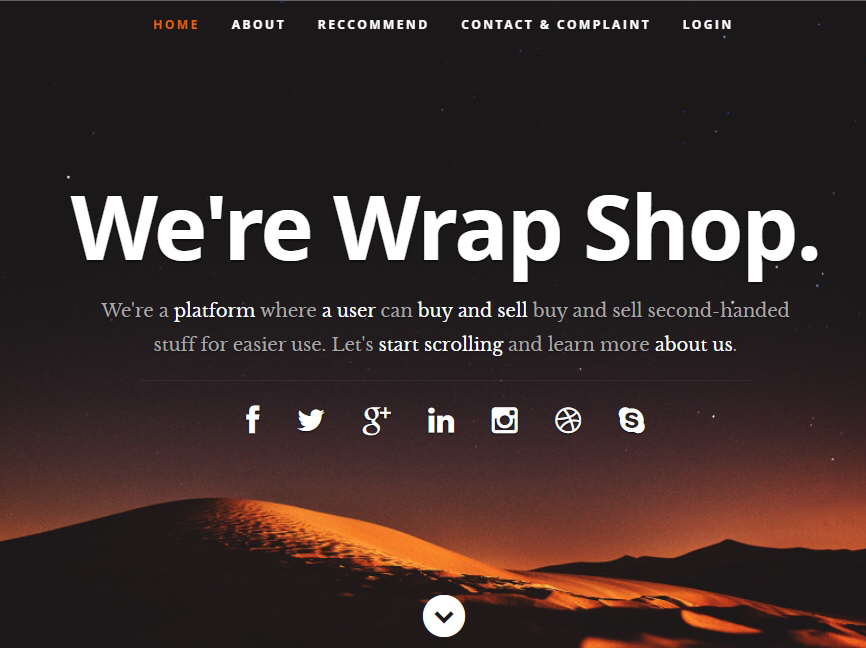 HOME ABOUT RECCOMMEND CONTACT & COMPLAINT LOGIN
We're Wrap Shop.
We're a platform where a user can buy and sell buy and sell second-handed
stuff for easier use. Let's start scrolling and learn more about us.